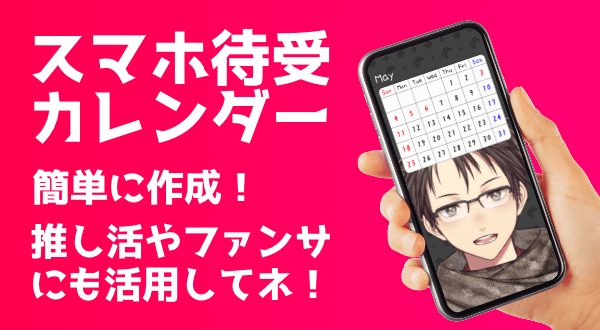 スマホ待受
カレンダー
簡単に作成！
推し活やファンサ
にも活用してネ！
May
Sun Mon Tue Wed Thu Fri Sat
1 2 3
4 5 6 7 8 9 10
11 12 13 14 15 16 17
18 19 20 21 22 23 24
25 26 27 28 29 30 31